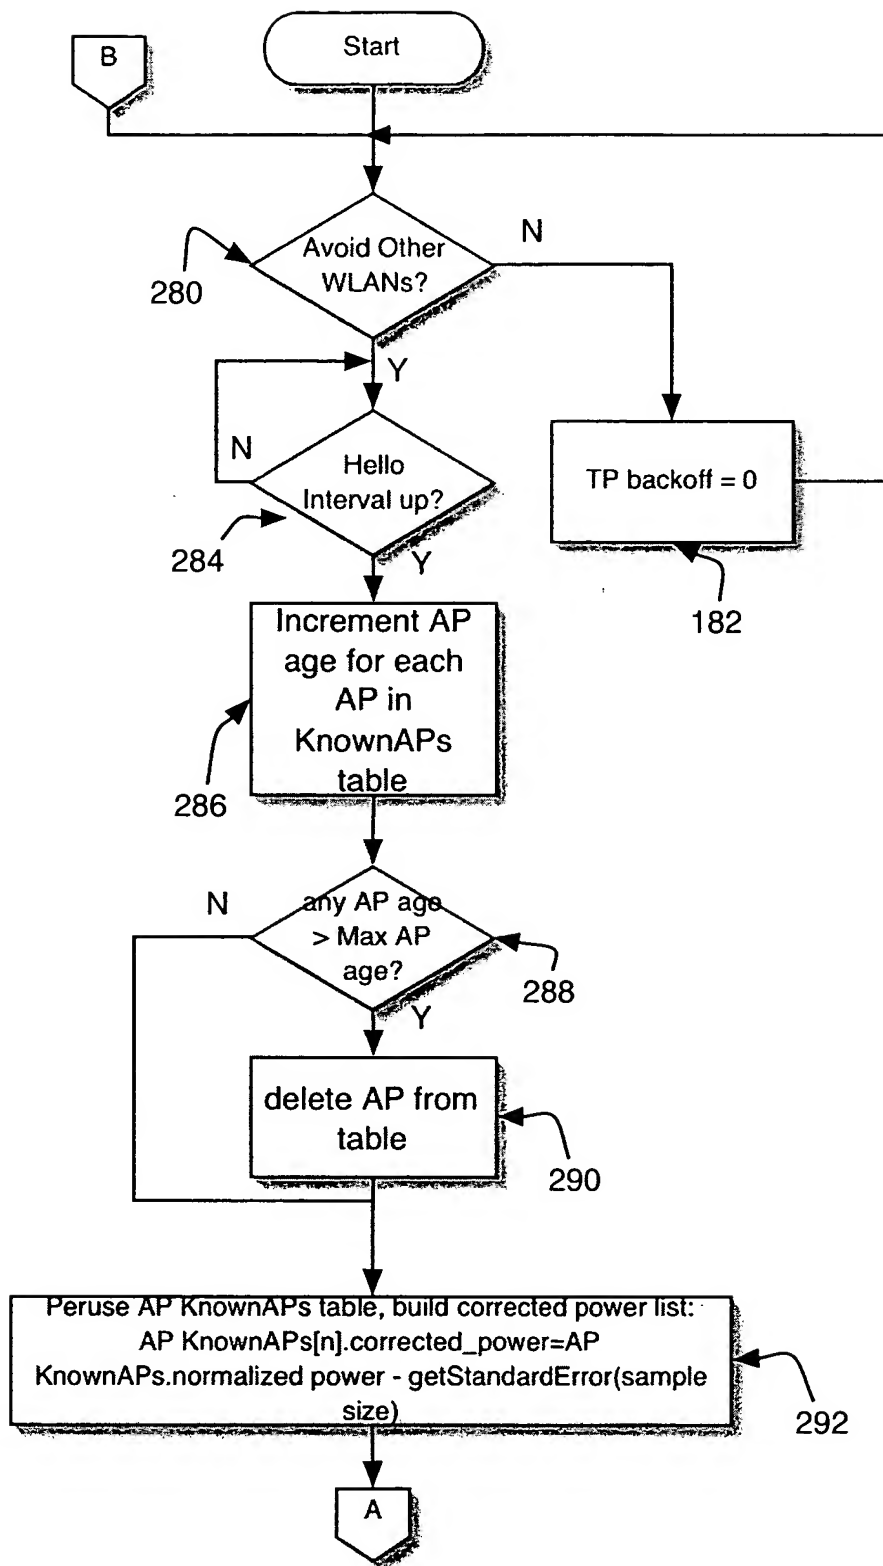 B
Start
Avoid Other
WLANs?
N
280
Y
N
Hello
Interval up?
TP backoff = 0
284
Y
182
Increment AP
age for each
AP in
KnownAPs
table
286
N
any AP age
> Max AP
age?
288
Y
delete AP from
table
290
Peruse AP KnownAPs table, build corrected power list:
AP KnownAPs[n].corrected_power=AP
KnownAPs.normalized power - getStandardError(sample
size)
292
A